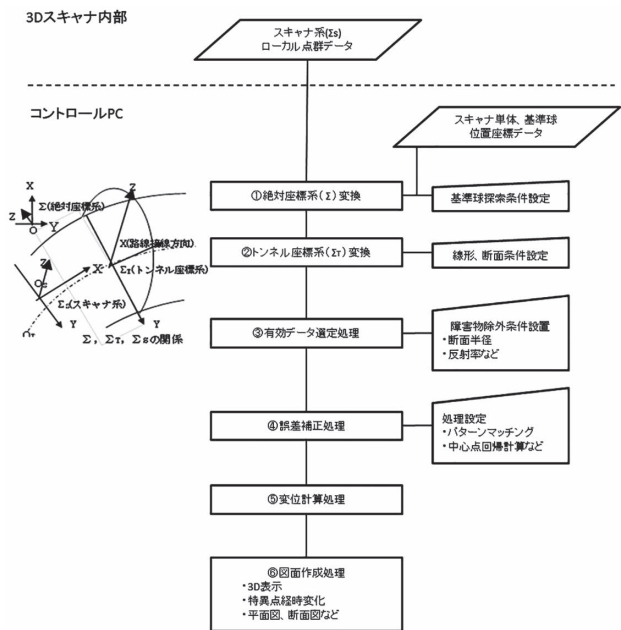 3Dスキャナ内部
スキャナ系(Σs)
ローカル点群データ
コントロールPC
スキャナ単体、基準球
位置座標データ
①絶対座標系(Σ)変換
基準球探索条件設定
②トンネル座標系(Στ)変換
線形、断面条件設定
③有効データ選定処理
障害物除外条件設置
・断面半径
・反射率など
④誤差補正処理
処理設定
・パターンマッチング
・中心点回帰計算など
⑤変位計算処理
⑥図面作成処理
・3D表示
・特異点経時変化
・平面図、断面図など
X
Σ(絶対座標系)
Z
Z
Y
O
X(路線接線方向)
Z
X
Στ(トンネル座標系)
Os
Σs(スキャナ系)
Y
Y
Oτ
Σ, Στ, Σsの関係